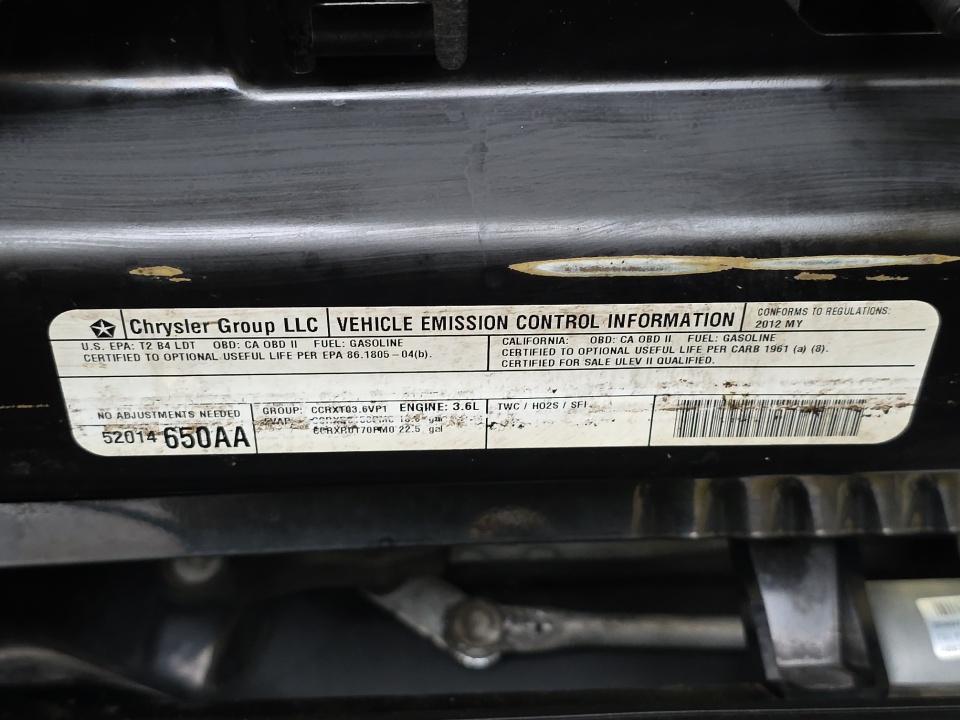 Chrysler Group LLC
VEHICLE EMISSION CONTROL INFORMATION
CONFORMS TO REGULATIONS:
2012 MY
U.S. EPA: T2 B4 LDT OBD: CA OBD II FUEL: GASOLINE
CERTIFIED TO OPTIONAL USEFUL LIFE PER EPA 86.1805-04(b).
CALIFORNIA: OBD: CA OBD II FUEL: GASOLINE
CERTIFIED TO OPTIONAL USEFUL LIFE PER CARB 1961 (a) (8).
CERTIFIED FOR SALE ULEV II QUALIFIED.
NO ADJUSTMENTS NEEDED
52014 650AA
GROUP: CCRXT03.6VP1 ENGINE: 3.6L
gal
22.5 gal
TWC / HO2S / SFI